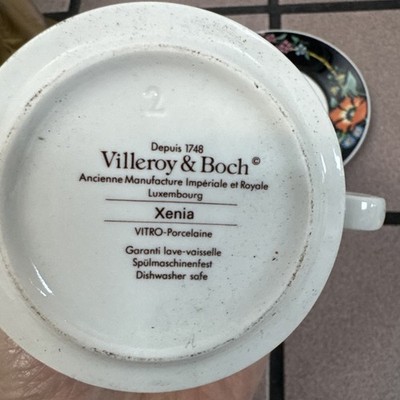 2
Depuis 1748
Villeroy & Boch©
Ancienne Manufacture Impériale et Royale
Luxembourg
Xenia
VITRO-Porcelaine
Garanti lave-vaisselle
Spülmaschinenfest
Dishwasher safe